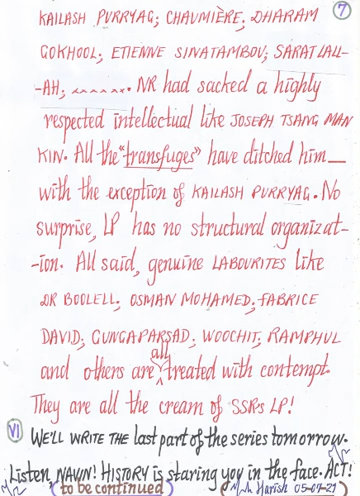 7
KAILASH PURRYAG; CHAUMIÈRE; DHARAM
GOKHOOL; ETIENNE SINATAMBOU; SARAT LALL-
-AH; ...... . NR had sacked a highly
respected intellectual like JOSEPH TSANG MAN
KIN. All the "transfuges" have ditched him__
with the exception of KAILASH PURRYAG. No
surprise, LP has no structural organizat-
-ion. All said, genuine LABOURITES like
DR BOOLELL; OSMAN MOHAMED; FABRICE
DAVID; GUNGAPARSAD; WOOCHIT; RAMPHUL
and others are all treated with contempt.
They are all the cream of SSR's LP!
VI WE'LL WRITE the last part of the series tomorrow.
Listen, NAVIN! HISTORY is staring you in the face. ACT!
(to be continued) Harish 05-07-21